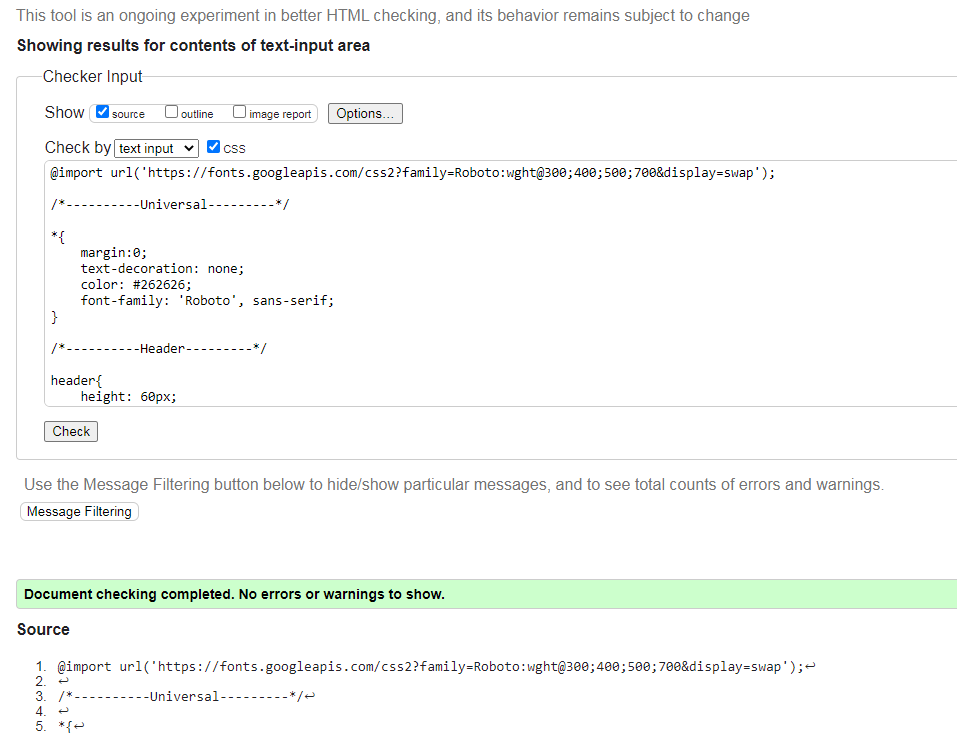 This tool is an ongoing experiment in better HTML checking, and its behavior remains subject to change
Showing results for contents of text-input area
Checker Input
Show source outline image report Options...
Check by text input CSS
@import url('https://fonts.googleapis.com/css2?family=Roboto:wght@300;400;500;700&display=swap');
/*----------Universal---------*/
*{
margin:0;
text-decoration: none;
color: #262626;
font-family: 'Roboto', sans-serif;
}
/*----------Header---------*/
header{
height: 60px;
Check
Use the Message Filtering button below to hide/show particular messages, and to see total counts of errors and warnings.
Message Filtering
Document checking completed. No errors or warnings to show.
Source
1. @import url('https://fonts.googleapis.com/css2?family=Roboto:wght@300;400;500;700&display=swap');↩
2. ↩
3. /*----------Universal---------*/↩
4. ↩
5. *{↩